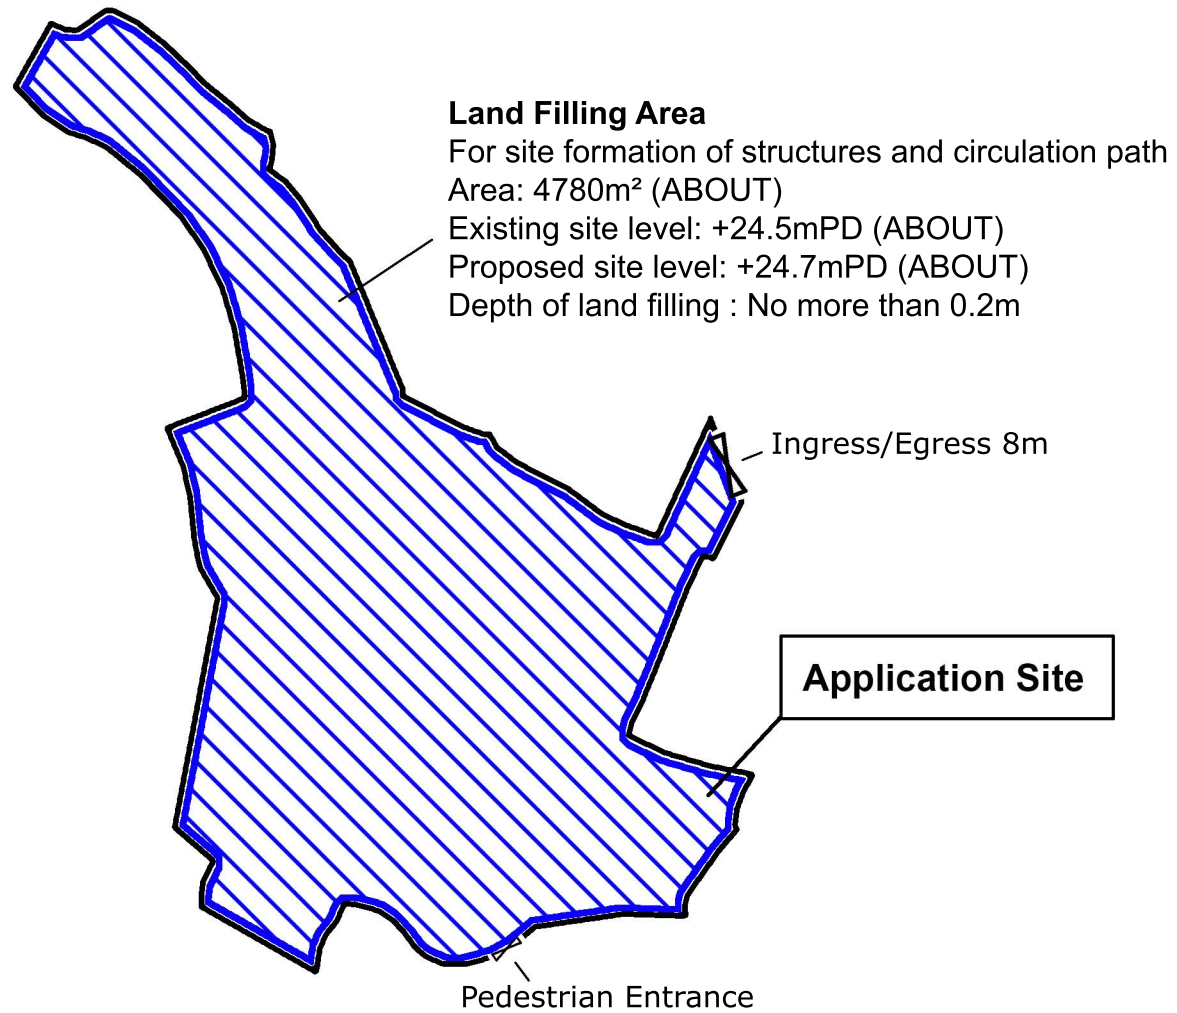 Land Filling Area
For site formation of structures and circulation path
Area: 4780m² (ABOUT)
Existing site level: +24.5mPD (ABOUT)
Proposed site level: +24.7mPD (ABOUT)
Depth of land filling : No more than 0.2m
Ingress/Egress 8m
Application Site
Pedestrian Entrance